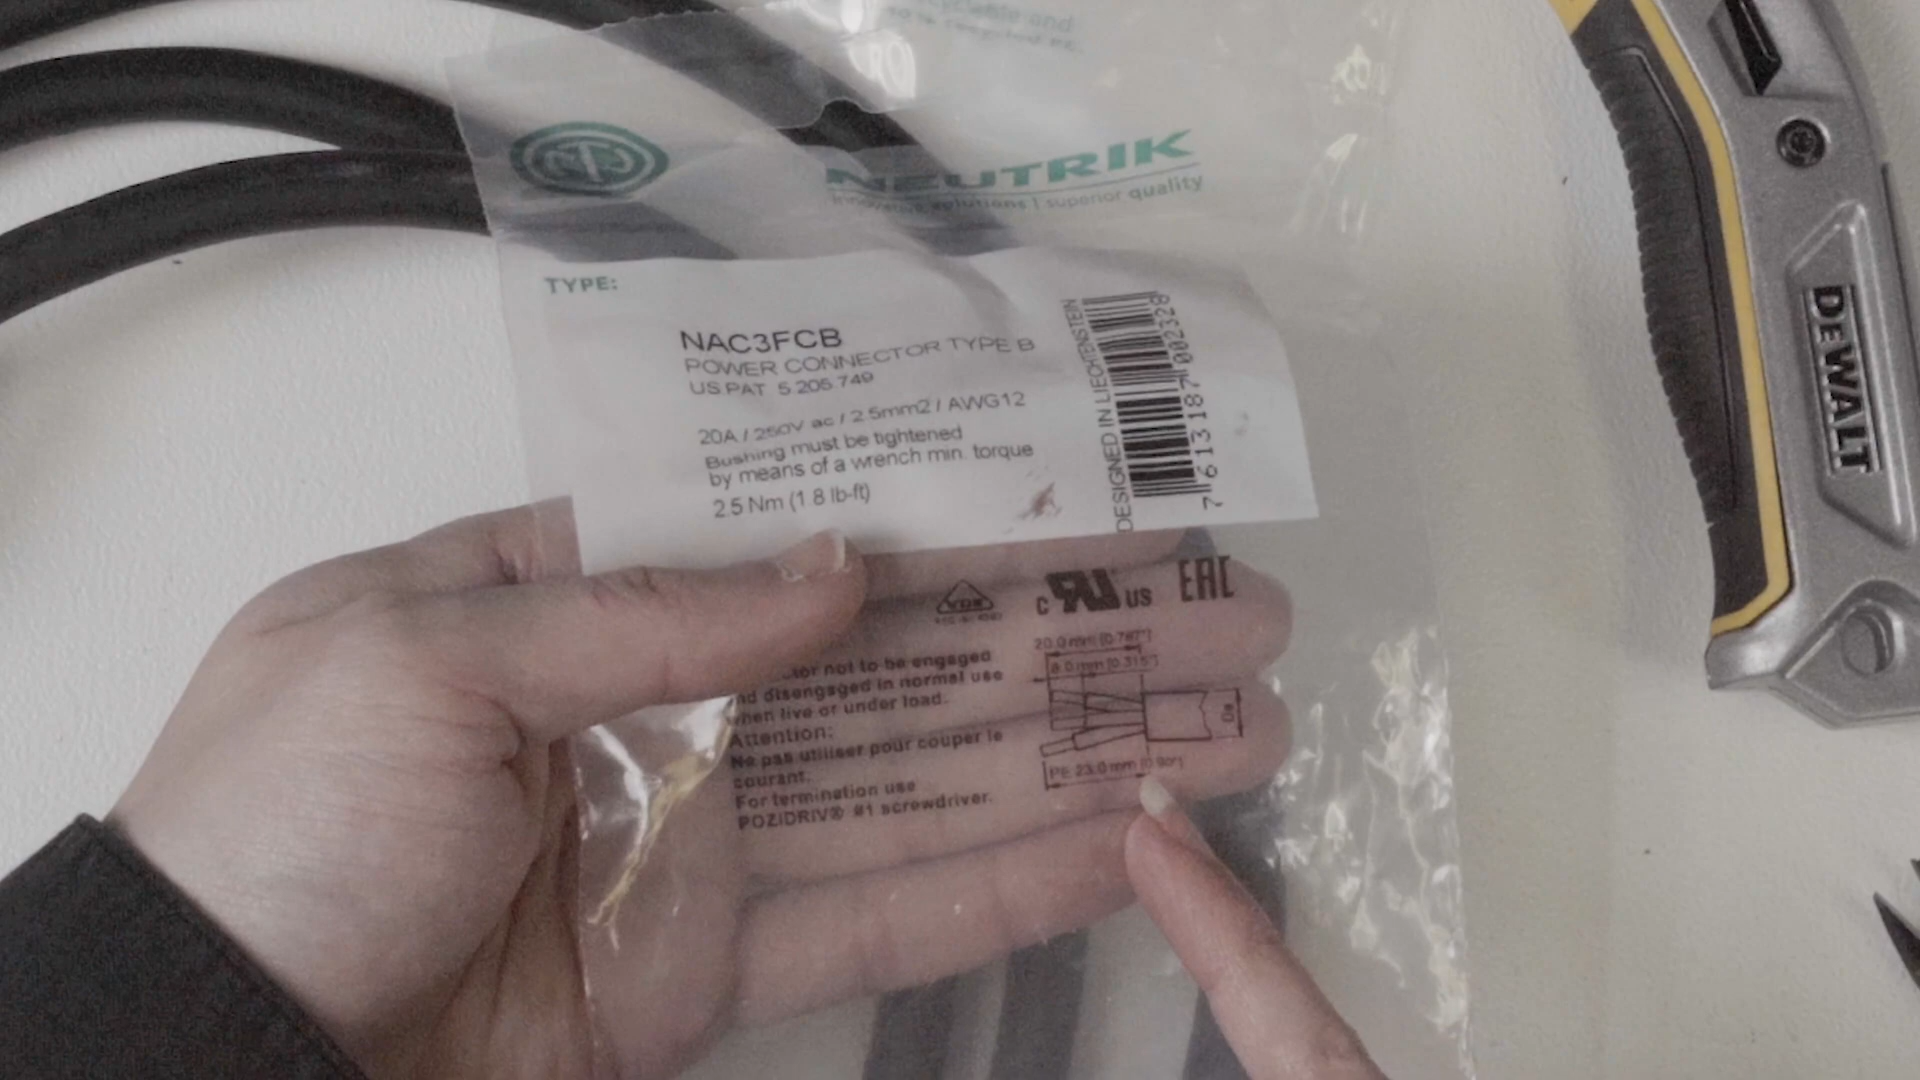 NEUTRIK
innovative solutions | superior quality
TYPE:
NAC3FCB
POWER CONNECTOR TYPE B
US PAT 5.205.749
20A / 250V ac / 2.5mm2 / AWG12
Bushing must be tightened
by means of a wrench min. torque
2.5 Nm (1.8 lb-ft)
DESIGNED IN LIECHTENSTEIN
7 613187 002328
VDE
c RU US
EAC
not to be engaged
disengaged in normal use
when live or under load.
Attention:
Ne pas utiliser pour couper le
courant.
For termination use
POZIDRIV® #1 screwdriver.
20.0 mm [0.787"]
8.0 mm [0.315"]
PE 23.0 mm
DEWALT